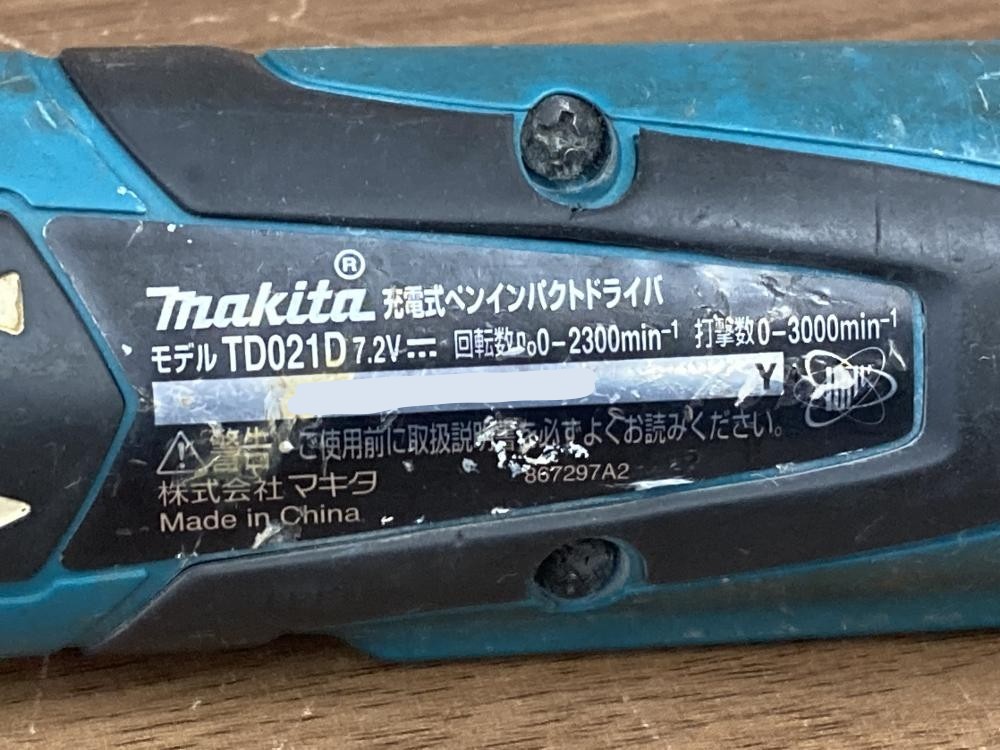 makita® 充電式ペンインパクトドライバ
モデル TD021D 7.2V⎓ 回転数n₀0-2300min⁻¹ 打撃数0-3000min⁻¹
Y
警告・ご使用前に取扱説明書を必ずよくお読みください。
867297A2
株式会社マキタ
Made in China